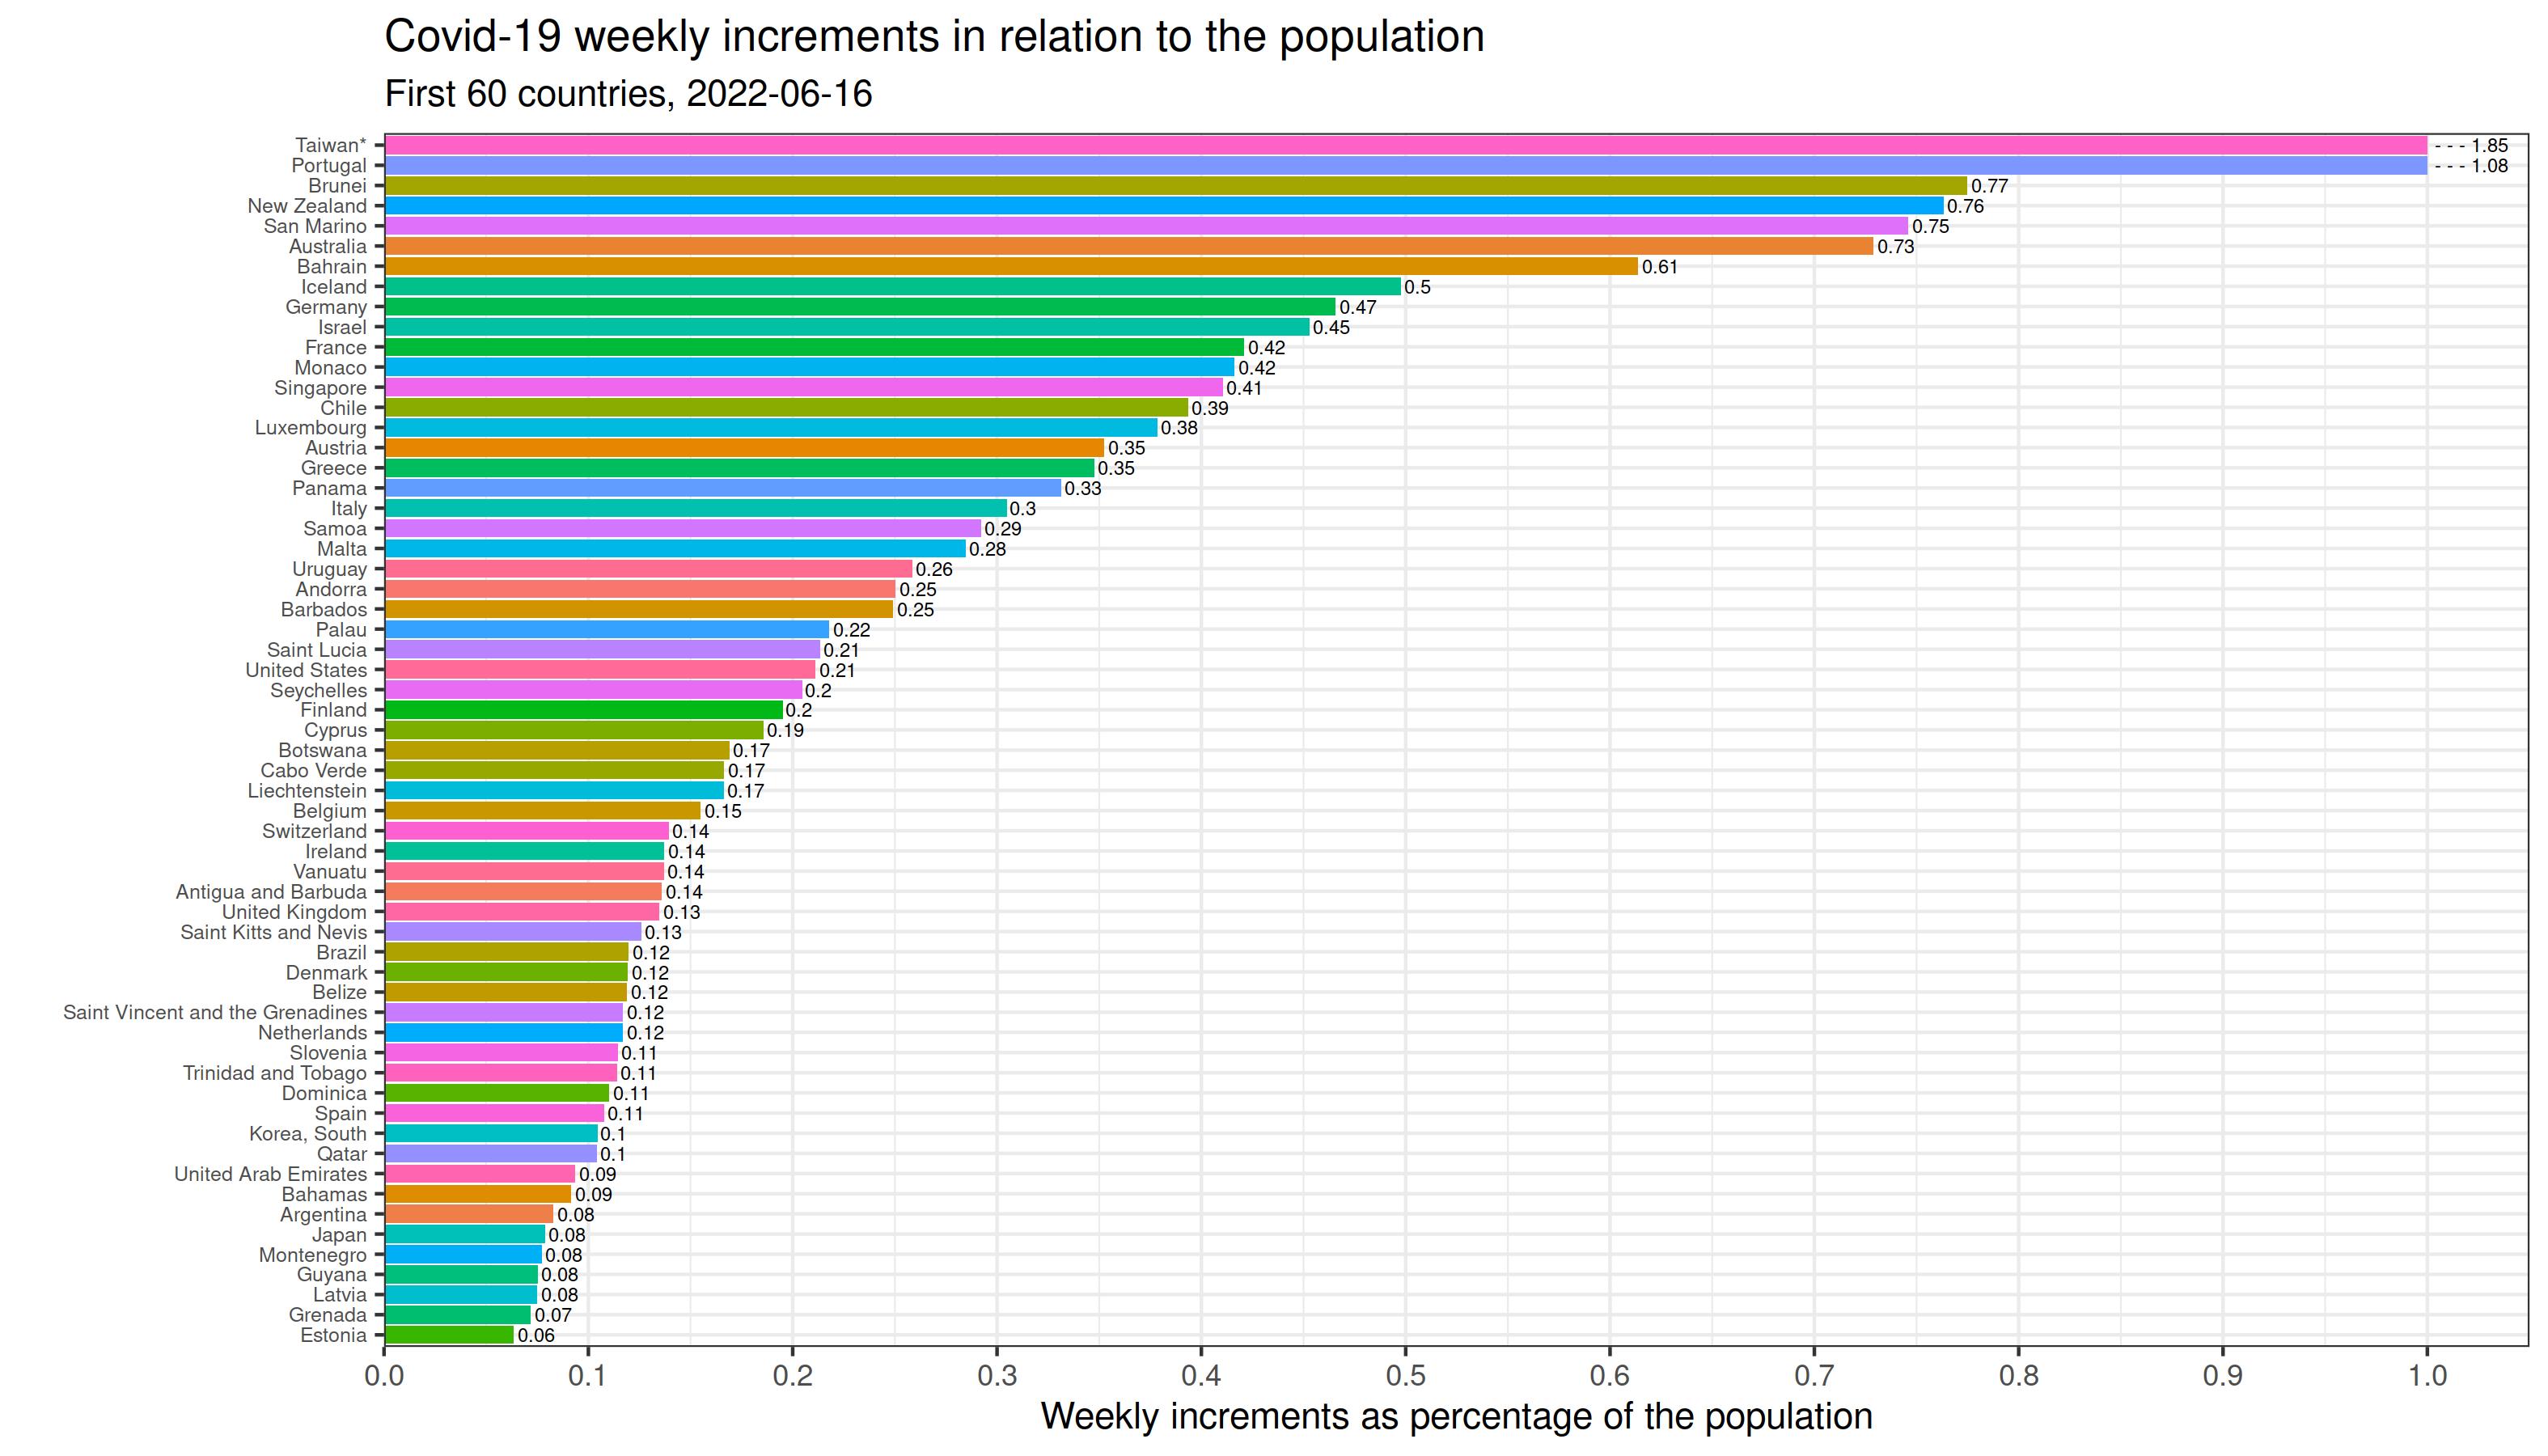 Covid-19 weekly increments in relation to the population
First 60 countries, 2022-06-16
Taiwan* - - - 1.85
Portugal - - - 1.08
Brunei 0.77
New Zealand 0.76
San Marino 0.75
Australia 0.73
Bahrain 0.61
Iceland 0.5
Germany 0.47
Israel 0.45
France 0.42
Monaco 0.42
Singapore 0.41
Chile 0.39
Luxembourg 0.38
Austria 0.35
Greece 0.35
Panama 0.33
Italy 0.3
Samoa 0.29
Malta 0.28
Uruguay 0.26
Andorra 0.25
Barbados 0.25
Palau 0.22
Saint Lucia 0.21
United States 0.21
Seychelles 0.2
Finland 0.2
Cyprus 0.19
Botswana 0.17
Cabo Verde 0.17
Liechtenstein 0.17
Belgium 0.15
Switzerland 0.14
Ireland 0.14
Vanuatu 0.14
Antigua and Barbuda 0.14
United Kingdom 0.13
Saint Kitts and Nevis 0.13
Brazil 0.12
Denmark 0.12
Belize 0.12
Saint Vincent and the Grenadines 0.12
Netherlands 0.12
Slovenia 0.11
Trinidad and Tobago 0.11
Dominica 0.11
Spain 0.11
Korea, South 0.1
Qatar 0.1
United Arab Emirates 0.09
Bahamas 0.09
Argentina 0.08
Japan 0.08
Montenegro 0.08
Guyana 0.08
Latvia 0.08
Grenada 0.07
Estonia 0.06
0.0 0.1 0.2 0.3 0.4 0.5 0.6 0.7 0.8 0.9 1.0
Weekly increments as percentage of the population